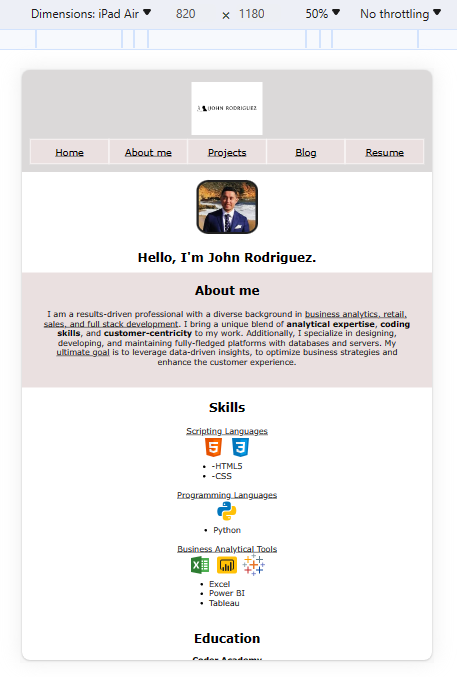 Dimensions: iPad Air 820 × 1180 50% No throttling
JOHN RODRIGUEZ
Home About me Projects Blog Resume
Hello, I'm John Rodriguez.
About me
I am a results-driven professional with a diverse background in business analytics, retail,
sales, and full stack development. I bring a unique blend of analytical expertise, coding
skills, and customer-centricity to my work. Additionally, I specialize in designing,
developing, and maintaining fully-fledged platforms with databases and servers. My
ultimate goal is to leverage data-driven insights, to optimize business strategies and
enhance the customer experience.
Skills
Scripting Languages
5 3
• -HTML5
• -CSS
Programming Languages
• Python
Business Analytical Tools
X
• Excel
• Power BI
• Tableau
Education
Coder Academy